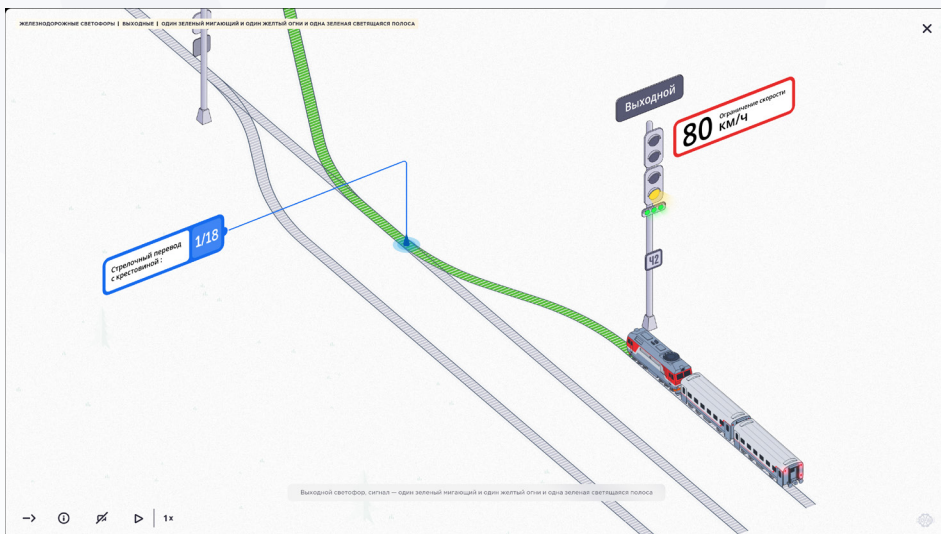 ЖЕЛЕЗНОДОРОЖНЫЕ СВЕТОФОРЫ | ВЫХОДНЫЕ | ОДИН ЗЕЛЕНЫЙ МИГАЮЩИЙ И ОДИН ЖЕЛТЫЙ ОГНИ И ОДНА ЗЕЛЕНАЯ СВЕТЯЩАЯСЯ ПОЛОСА
Выходной
80 Ограничение скорости
км/ч
Ч2
Стрелочный перевод
с крестовиной :
1/18
Выходной светофор, сигнал — один зеленый мигающий и один желтый огни и одна зеленая светящаяся полоса
1x